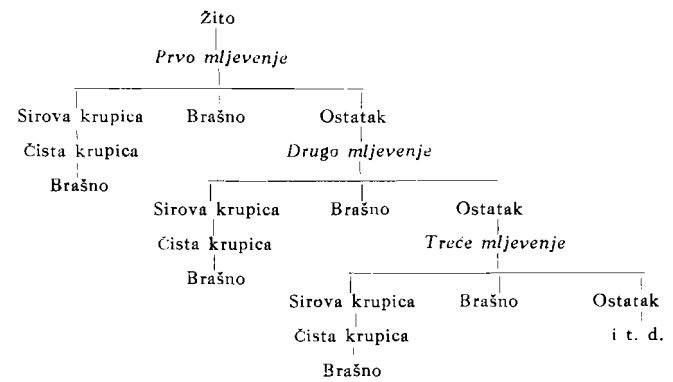 Žito
Prvo mljevenje
Sirova krupica Brašno Ostatak
Čista krupica Drugo mljevenje
Brašno
Sirova krupica Brašno Ostatak
Čista krupica Treće mljevenje
Brašno
Sirova krupica Brašno Ostatak
Čista krupica i t. d.
Brašno